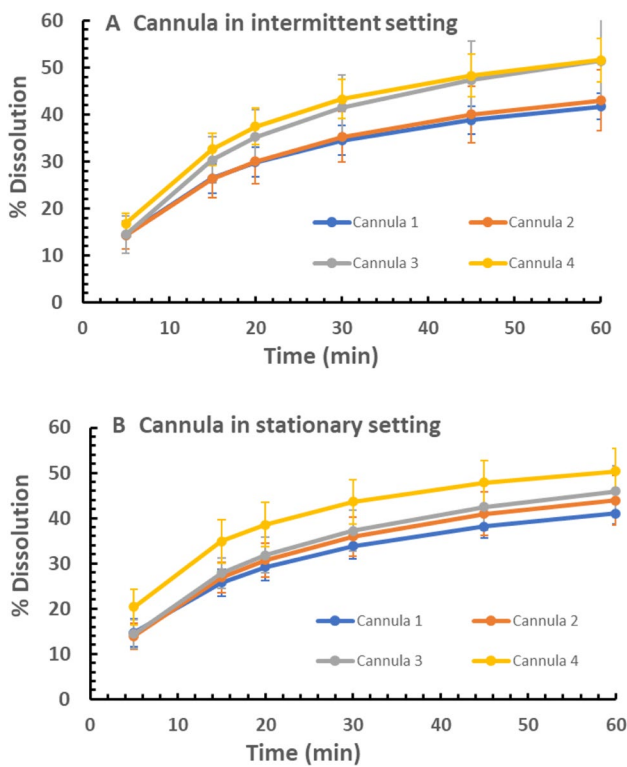 A Cannula in intermittent setting
60
50
40
30
20
10
0
% Dissolution
Cannula 1 Cannula 2
Cannula 3 Cannula 4
0 10 20 30 40 50 60
Time (min)
B Cannula in stationary setting
60
50
40
30
20
10
0
% Dissolution
Cannula 1 Cannula 2
Cannula 3 Cannula 4
0 10 20 30 40 50 60
Time (min)